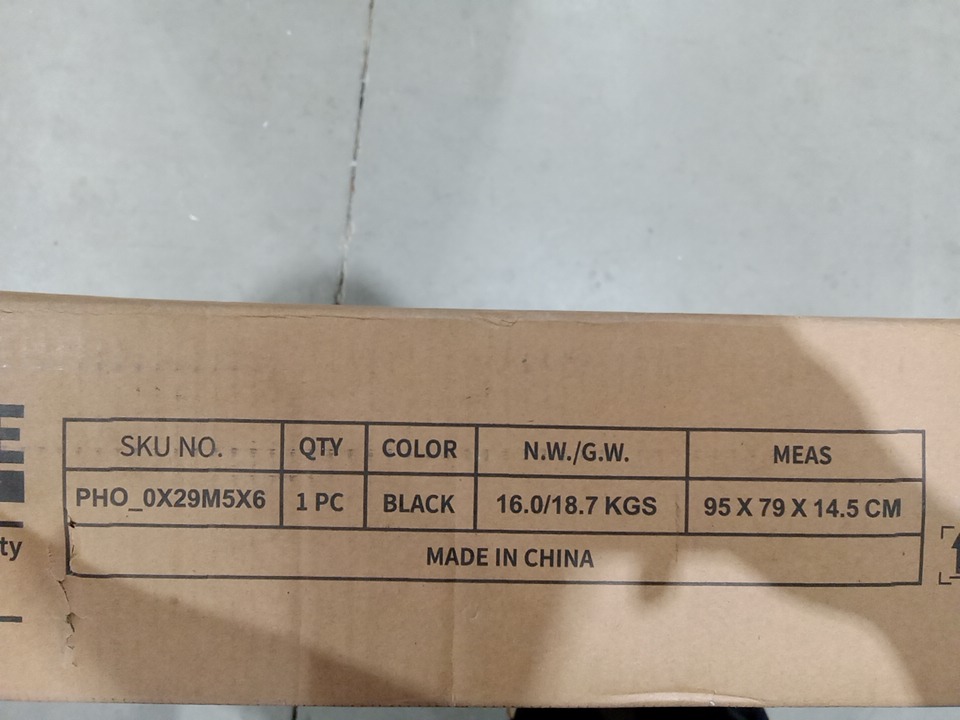 E
ty
SKU NO. QTY COLOR N.W./G.W. MEAS
PHO_0X29M5X6 1 PC BLACK 16.0/18.7 KGS 95 X 79 X 14.5 CM
MADE IN CHINA